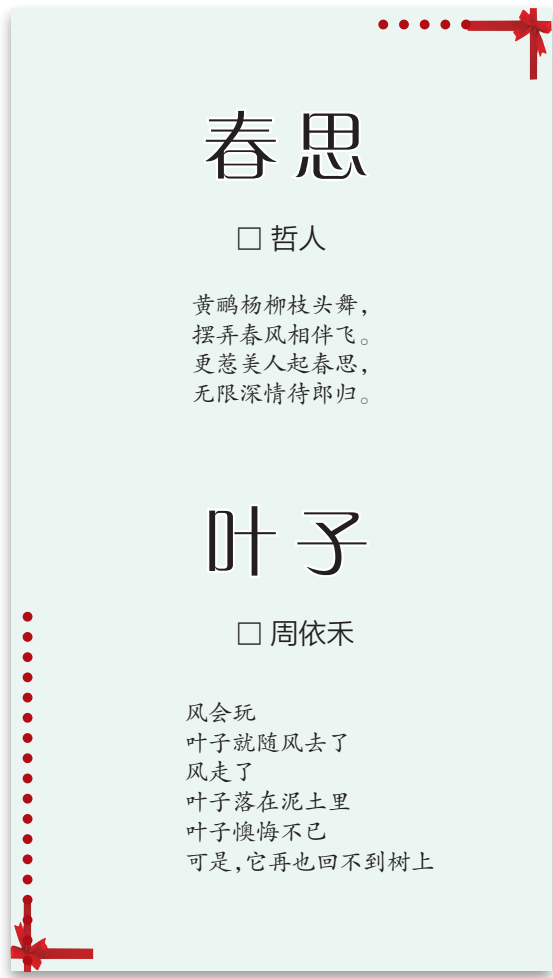 春思
□ 哲人
黄鹂杨柳枝头舞，
摆弄春风相伴飞。
更惹美人起春思，
无限深情待郎归。
叶子
□ 周依禾
风会玩
叶子就随风去了
风走了
叶子落在泥土里
叶子懊悔不已
可是，它再也回不到树上